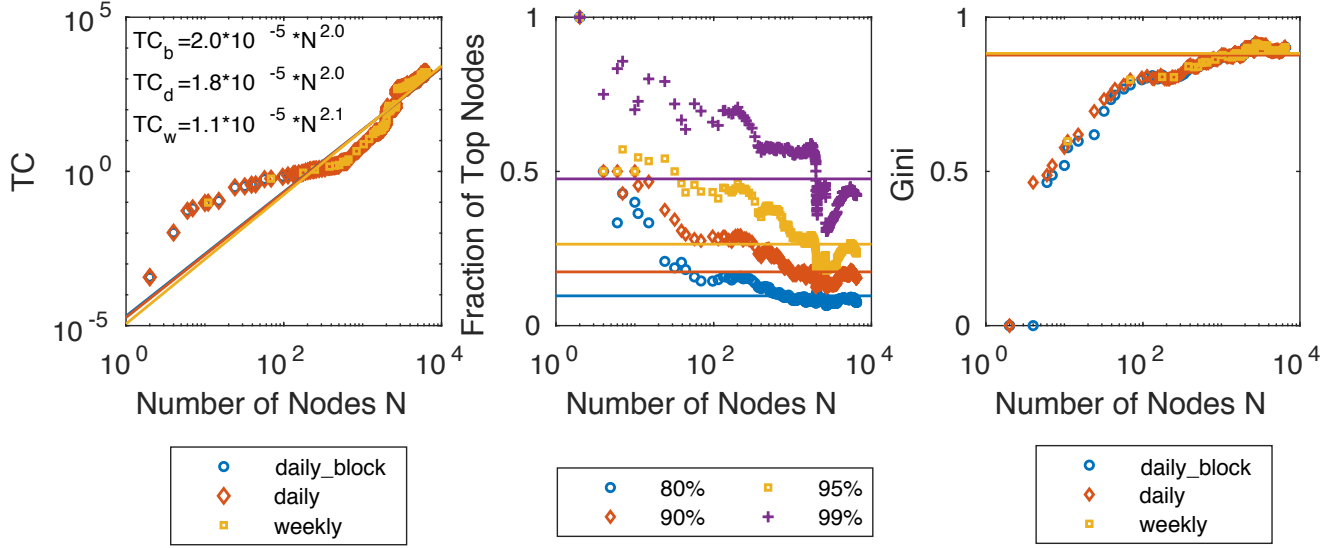 10^5
10^0
10^-5
TC
TC_b=2.0*10^-5*N^2.0
TC_d=1.8*10^-5*N^2.0
TC_w=1.1*10^-5*N^2.1
10^0 10^2 10^4
Number of Nodes N
daily_block
daily
weekly
1
0.5
0
Fraction of Top Nodes
10^0 10^2 10^4
Number of Nodes N
80% 95%
90% 99%
1
0.5
0
Gini
10^0 10^2 10^4
Number of Nodes N
daily_block
daily
weekly